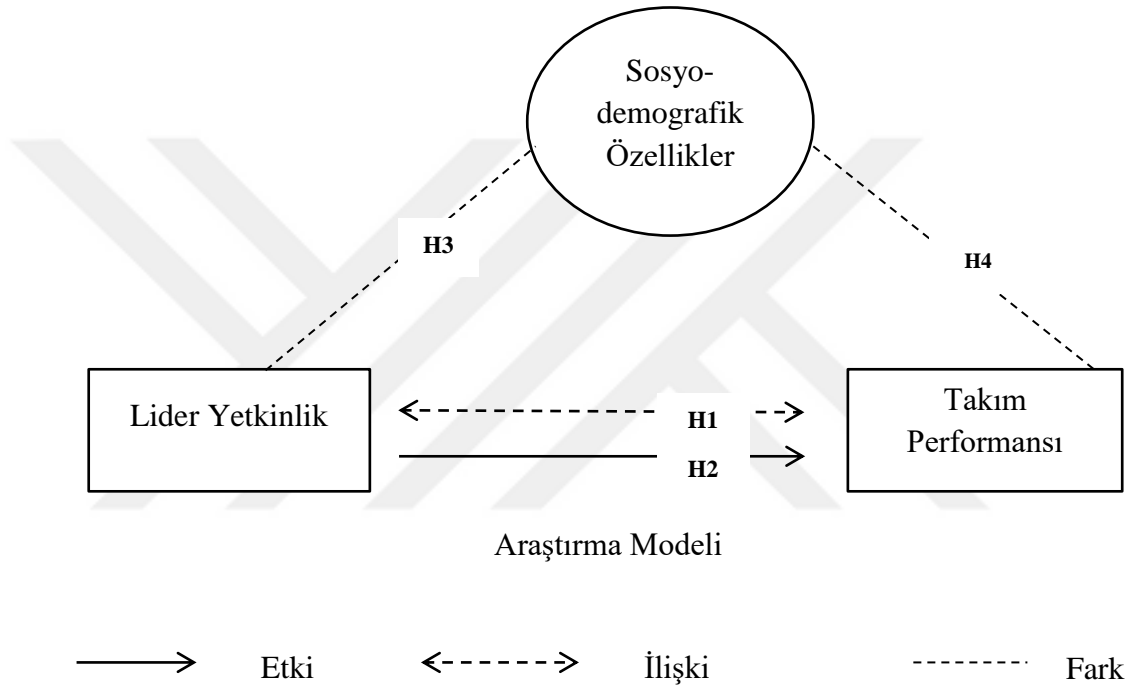 Sosyo-
demografik
Özellikler
H3
H4
Lider Yetkinlik
H1
H2
Takım
Performansı
Araştırma Modeli
Etki
İlişki
Fark